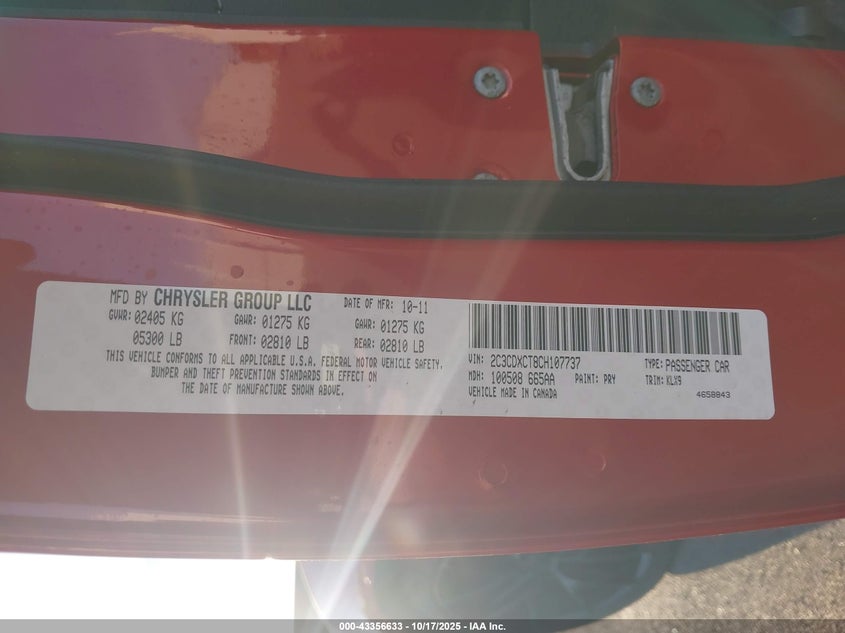 MFD BY CHRYSLER GROUP LLC DATE OF MFR: 10-11
GVWR: 02405 KG GAWR: 01275 KG GAWR: 01275 KG
05300 LB FRONT: 02810 LB REAR: 02810 LB
THIS VEHICLE CONFORMS TO ALL APPLICABLE U.S.A. FEDERAL MOTOR VEHICLE SAFETY,
BUMPER AND THEFT PREVENTION STANDARDS IN EFFECT ON
THE DATE OF MANUFACTURE SHOWN ABOVE.
VIN: 2C3CDXCT8CH107737 TYPE: PASSENGER CAR
MDH: 100508 665AA PAINT: PRY TRIM: KLX9
VEHICLE MADE IN CANADA 4658843
000-43356633 / 10/17/2025 - IAA Inc.